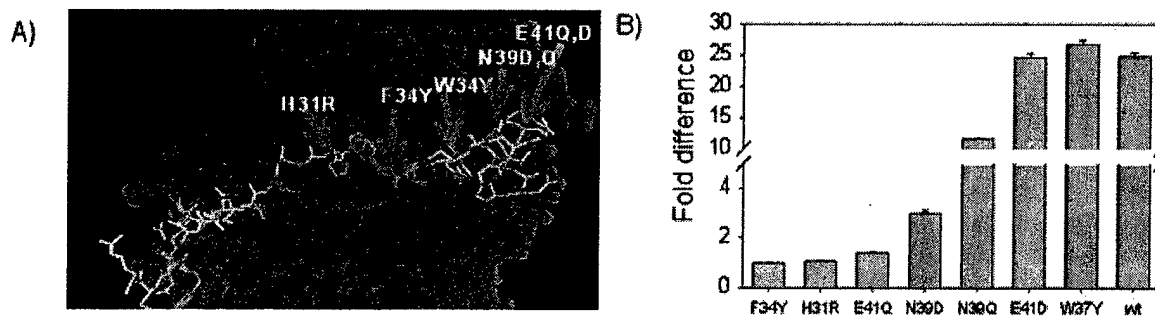 A)
E41Q,D
N39D,Q
W34Y
F34Y
H31R
B)
Fold difference
30
25
20
15
10
4
2
0
F34Y H31R E41Q N39D N39Q E41D W37Y wt